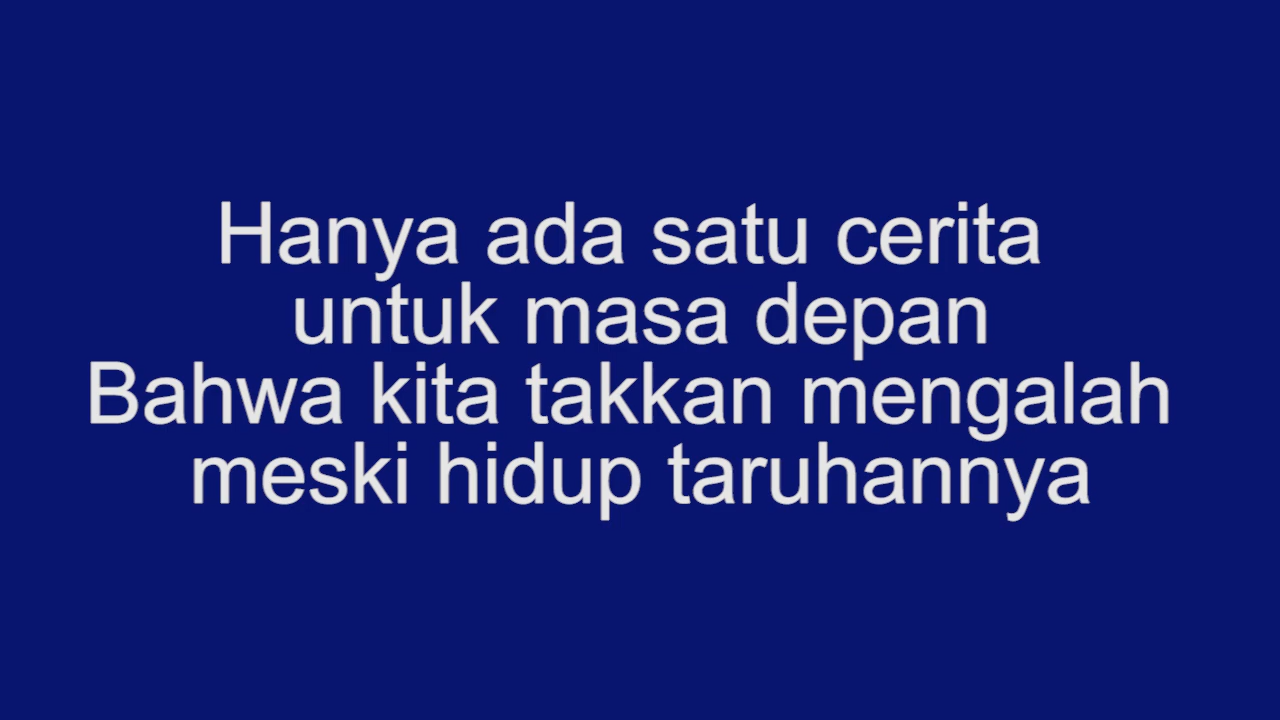 Hanya ada satu cerita
untuk masa depan
Bahwa kita takkan mengalah
meski hidup taruhannya